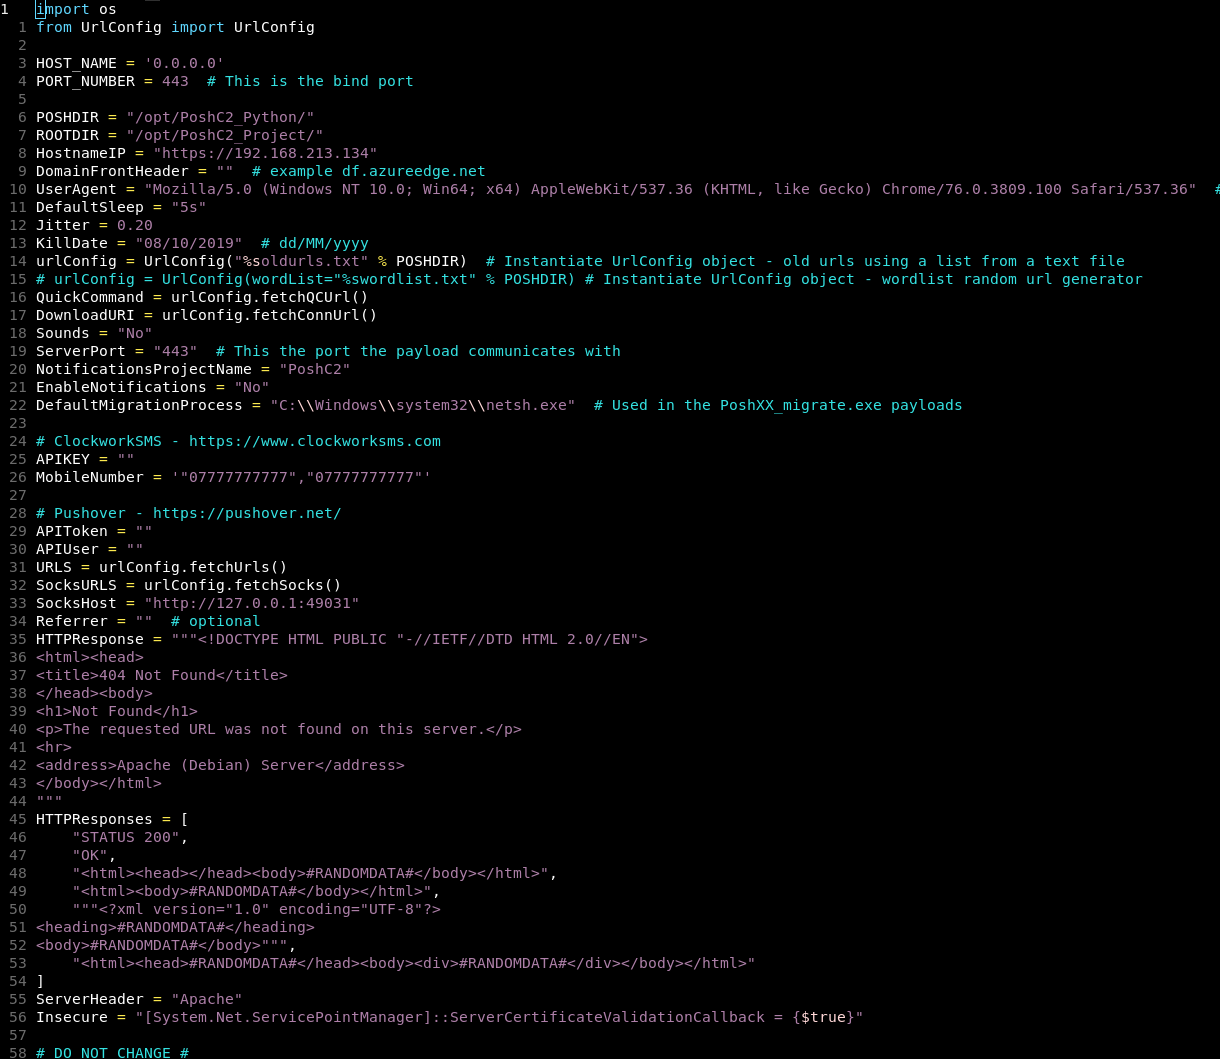 1   import os
  1 from UrlConfig import UrlConfig
  2
  3 HOST_NAME = '0.0.0.0'
  4 PORT_NUMBER = 443  # This is the bind port
  5
  6 POSHDIR = "/opt/PoshC2_Python/"
  7 ROOTDIR = "/opt/PoshC2_Project/"
  8 HostnameIP = "https://192.168.213.134"
  9 DomainFrontHeader = ""  # example df.azureedge.net
 10 UserAgent = "Mozilla/5.0 (Windows NT 10.0; Win64; x64) AppleWebKit/537.36 (KHTML, like Gecko) Chrome/76.0.3809.100 Safari/537.36"  #
 11 DefaultSleep = "5s"
 12 Jitter = 0.20
 13 KillDate = "08/10/2019"  # dd/MM/yyyy
 14 urlConfig = UrlConfig("%soldurls.txt" % POSHDIR)  # Instantiate UrlConfig object - old urls using a list from a text file
 15 # urlConfig = UrlConfig(wordList="%swordlist.txt" % POSHDIR) # Instantiate UrlConfig object - wordlist random url generator
 16 QuickCommand = urlConfig.fetchQCUrl()
 17 DownloadURI = urlConfig.fetchConnUrl()
 18 Sounds = "No"
 19 ServerPort = "443"  # This the port the payload communicates with
 20 NotificationsProjectName = "PoshC2"
 21 EnableNotifications = "No"
 22 DefaultMigrationProcess = "C:\\Windows\\system32\\netsh.exe"  # Used in the PoshXX_migrate.exe payloads
 23
 24 # ClockworkSMS - https://www.clockworksms.com
 25 APIKEY = ""
 26 MobileNumber = '"07777777777","07777777777"'
 27
 28 # Pushover - https://pushover.net/
 29 APIToken = ""
 30 APIUser = ""
 31 URLS = urlConfig.fetchUrls()
 32 SocksURLS = urlConfig.fetchSocks()
 33 SocksHost = "http://127.0.0.1:49031"
 34 Referrer = ""  # optional
 35 HTTPResponse = """<!DOCTYPE HTML PUBLIC "-//IETF//DTD HTML 2.0//EN">
 36 <html><head>
 37 <title>404 Not Found</title>
 38 </head><body>
 39 <h1>Not Found</h1>
 40 <p>The requested URL was not found on this server.</p>
 41 <hr>
 42 <address>Apache (Debian) Server</address>
 43 </body></html>
 44 """
 45 HTTPResponses = [
 46     "STATUS 200",
 47     "OK",
 48     "<html><head></head><body>#RANDOMDATA#</body></html>",
 49     "<html><body>#RANDOMDATA#</body></html>",
 50     """<?xml version="1.0" encoding="UTF-8"?>
 51 <heading>#RANDOMDATA#</heading>
 52 <body>#RANDOMDATA#</body>""",
 53     "<html><head>#RANDOMDATA#</head><body><div>#RANDOMDATA#</div></body></html>"
 54 ]
 55 ServerHeader = "Apache"
 56 Insecure = "[System.Net.ServicePointManager]::ServerCertificateValidationCallback = {$true}"
 57
 58 # DO NOT CHANGE #